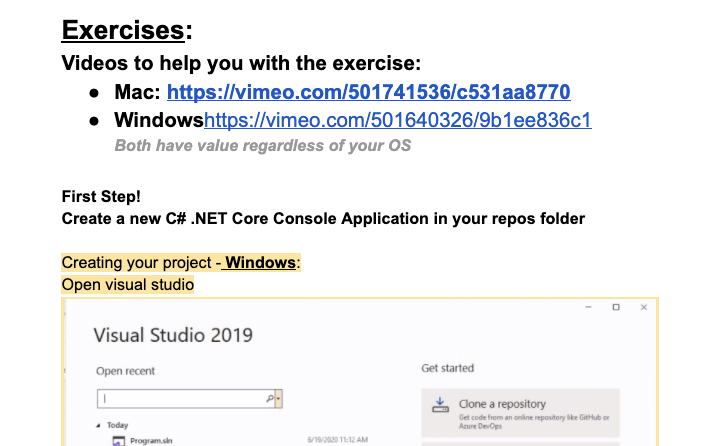 Exercises:
Videos to help you with the exercise:
● Mac: https://vimeo.com/501741536/c531aa8770
● Windowshttps://vimeo.com/501640326/9b1ee836c1
Both have value regardless of your OS
First Step!
Create a new C# .NET Core Console Application in your repos folder
Creating your project - Windows:
Open visual studio
Visual Studio 2019
Open recent
Today
Program.sln
6/19/2020 11:12 AM
Get started
Clone a repository
Get code from an online repository like GitHub or
Azure DevOps